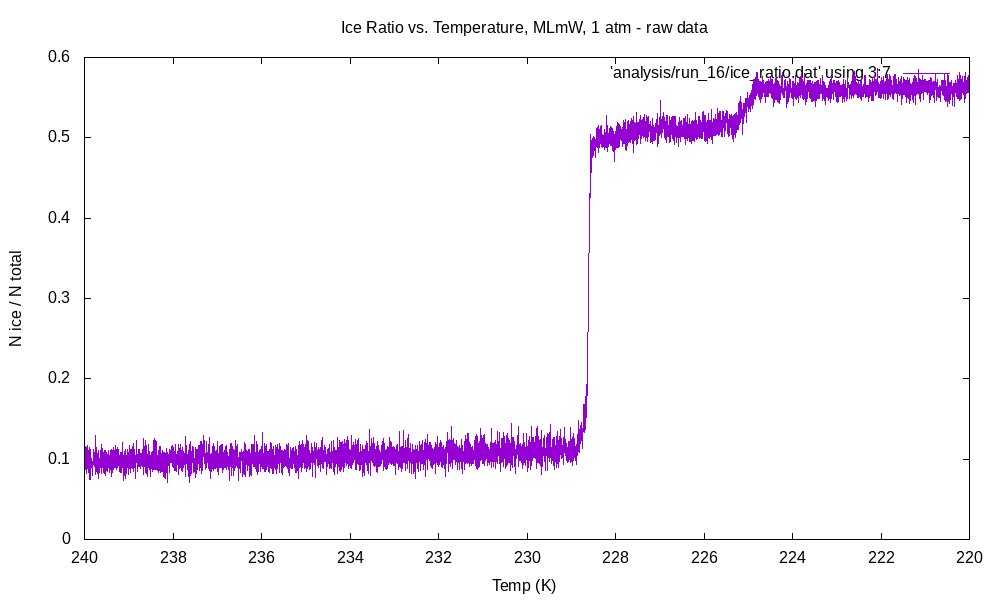 Ice Ratio vs. Temperature, MLmW, 1 atm - raw data
'analysis/run_16/ice_ratio.dat' using 3:7
0.6
0.5
0.4
0.3
0.2
0.1
0
N ice / N total
240 238 236 234 232 230 228 226 224 222 220
Temp (K)